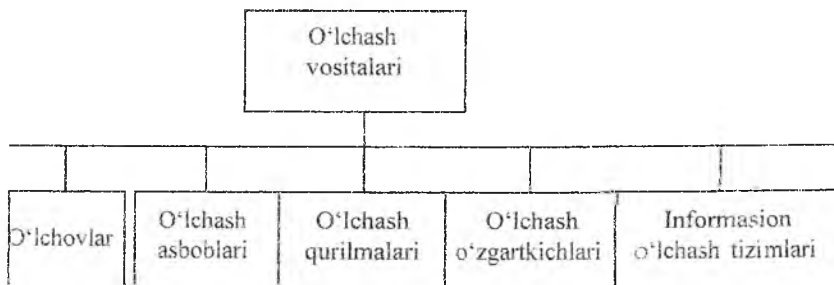 O‘lchash
vositalari
O‘lchovlar
O‘lchash
asboblari
O‘lchash
qurilmalari
O‘lchash
o‘zgartkichlari
Informasion
o‘lchash tizimlari